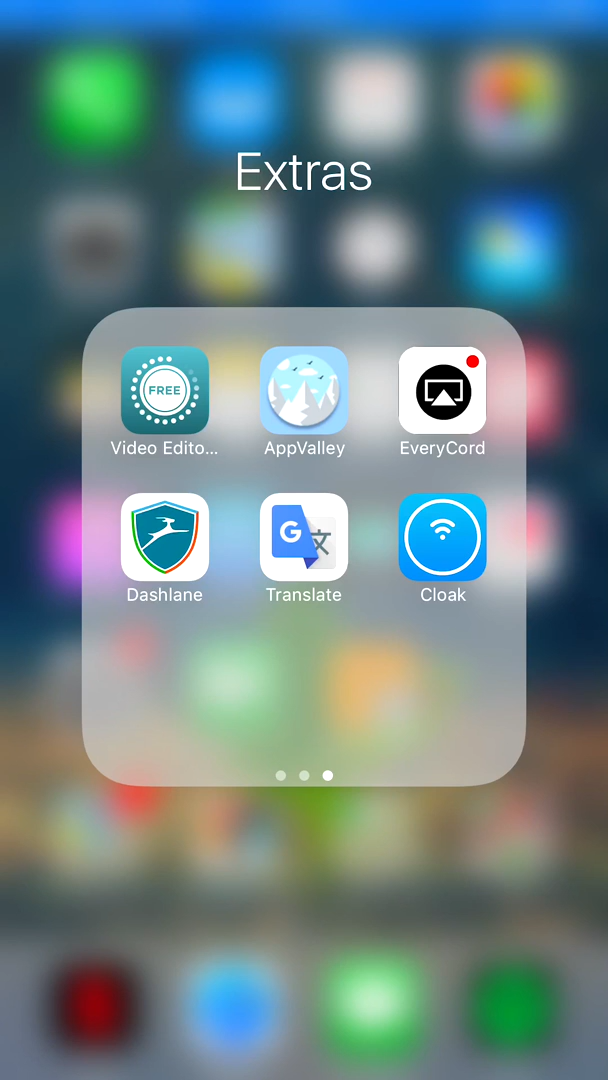 Extras
FREE
Video Edito...
AppValley
EveryCord
G 文
Dashlane
Translate
Cloak